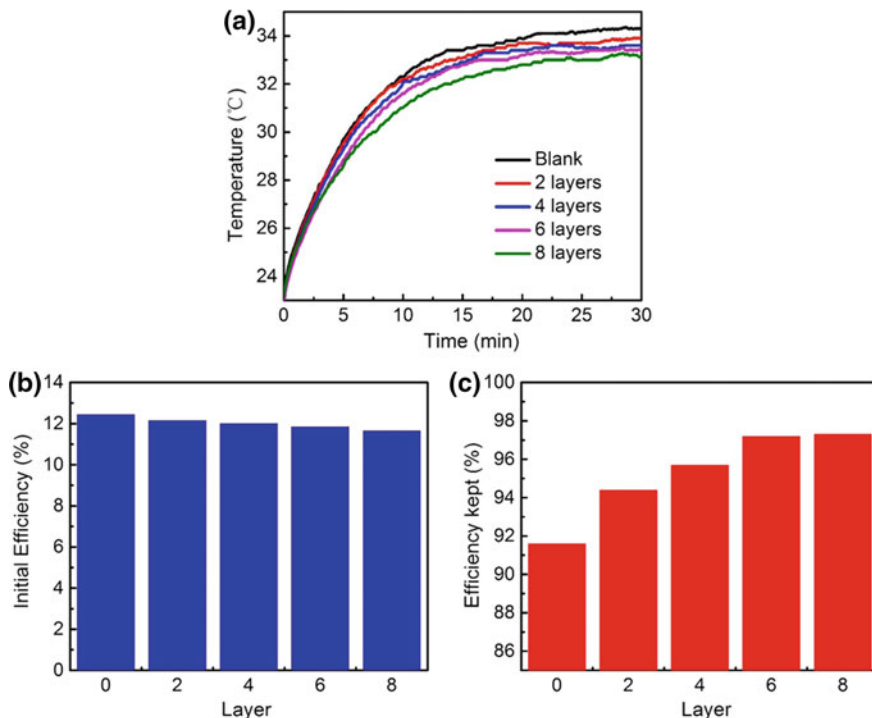 (a)
Temperature (℃)
34
32
30
28
26
24
Blank
2 layers
4 layers
6 layers
8 layers
0 5 10 15 20 25 30
Time (min)
(b)
Initial Efficiency (%)
14
12
10
8
6
4
2
0
0 2 4 6 8
Layer
(c)
Efficiency kept (%)
100
98
96
94
92
90
88
86
0 2 4 6 8
Layer